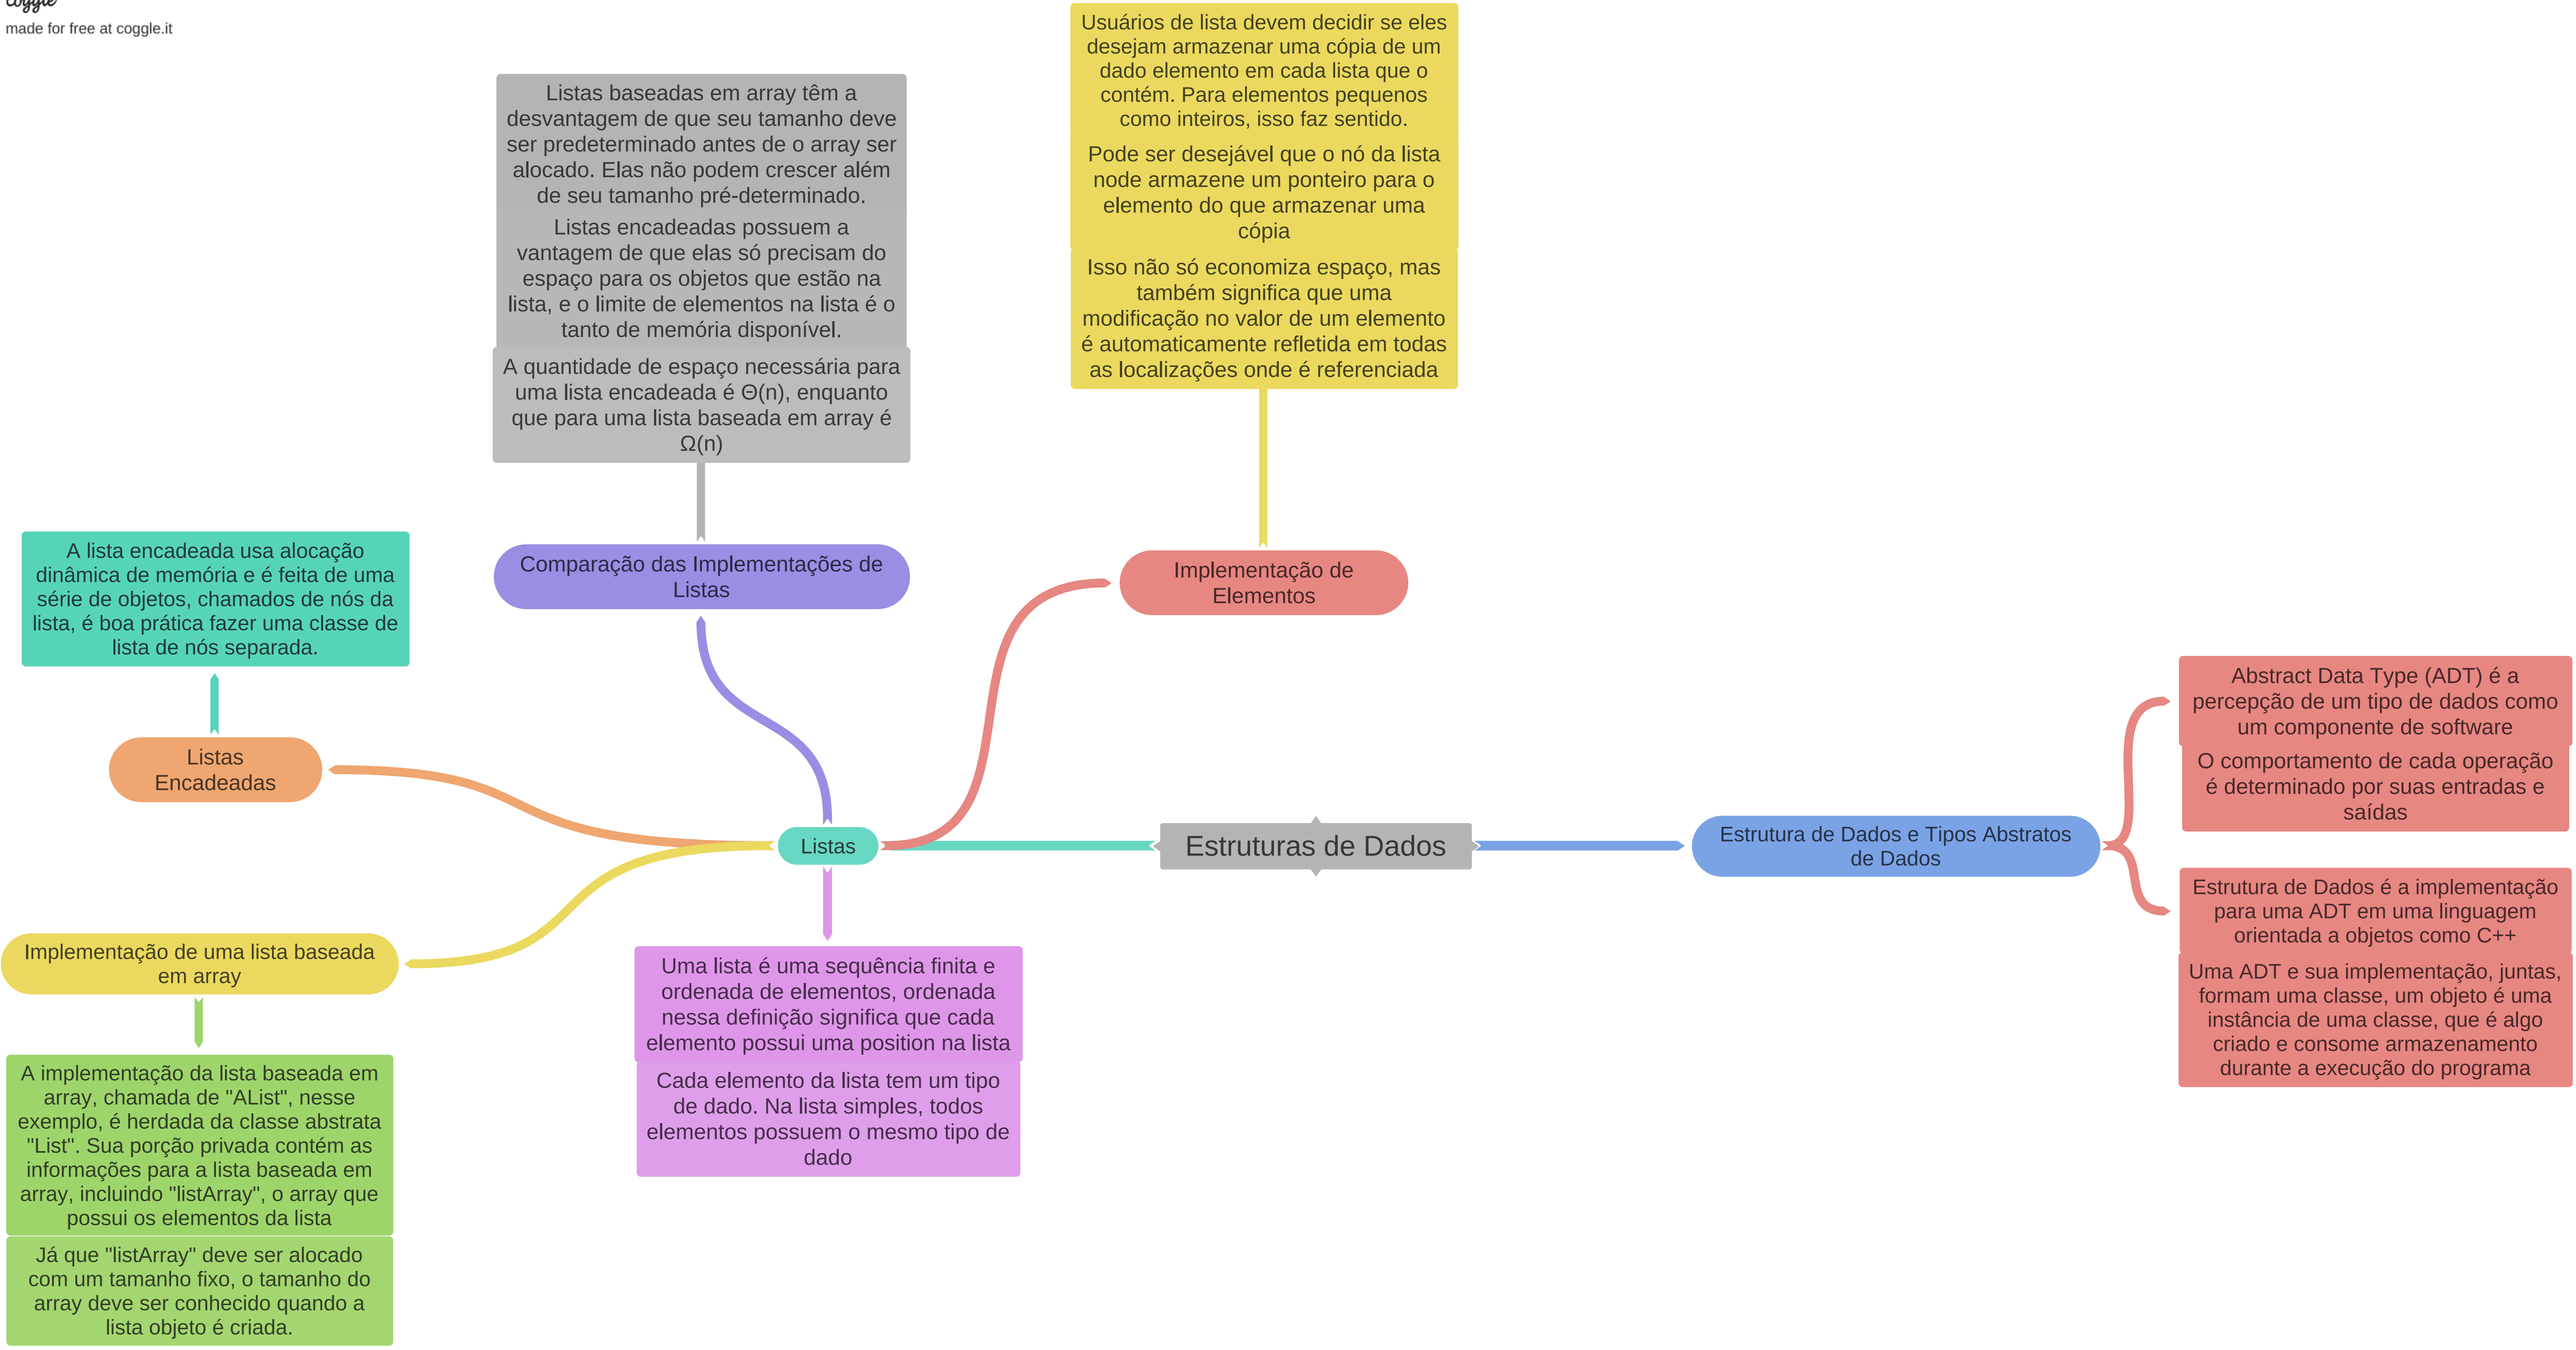 coggle
made for free at coggle.it
Usuários de lista devem decidir se eles
desejam armazenar uma cópia de um
dado elemento em cada lista que o
contém. Para elementos pequenos
como inteiros, isso faz sentido.
Pode ser desejável que o nó da lista
node armazene um ponteiro para o
elemento do que armazenar uma
cópia
Isso não só economiza espaço, mas
também significa que uma
modificação no valor de um elemento
é automaticamente refletida em todas
as localizações onde é referenciada
Listas baseadas em array têm a
desvantagem de que seu tamanho deve
ser predeterminado antes de o array ser
alocado. Elas não podem crescer além
de seu tamanho pré-determinado.
Listas encadeadas possuem a
vantagem de que elas só precisam do
espaço para os objetos que estão na
lista, e o limite de elementos na lista é o
tanto de memória disponível.
A quantidade de espaço necessária para
uma lista encadeada é Θ(n), enquanto
que para uma lista baseada em array é
Ω(n)
A lista encadeada usa alocação
dinâmica de memória e é feita de uma
série de objetos, chamados de nós da
lista, é boa prática fazer uma classe de
lista de nós separada.
Comparação das Implementações de
Listas
Implementação de
Elementos
Listas
Encadeadas
Listas
Estruturas de Dados
Estrutura de Dados e Tipos Abstratos
de Dados
Abstract Data Type (ADT) é a
percepção de um tipo de dados como
um componente de software
O comportamento de cada operação
é determinado por suas entradas e
saídas
Estrutura de Dados é a implementação
para uma ADT em uma linguagem
orientada a objetos como C++
Uma ADT e sua implementação, juntas,
formam uma classe, um objeto é uma
instância de uma classe, que é algo
criado e consome armazenamento
durante a execução do programa
Implementação de uma lista baseada
em array
Uma lista é uma sequência finita e
ordenada de elementos, ordenada
nessa definição significa que cada
elemento possui uma position na lista
Cada elemento da lista tem um tipo
de dado. Na lista simples, todos
elementos possuem o mesmo tipo de
dado
A implementação da lista baseada em
array, chamada de "AList", nesse
exemplo, é herdada da classe abstrata
"List". Sua porção privada contém as
informações para a lista baseada em
array, incluindo "listArray", o array que
possui os elementos da lista
Já que "listArray" deve ser alocado
com um tamanho fixo, o tamanho do
array deve ser conhecido quando a
lista objeto é criada.